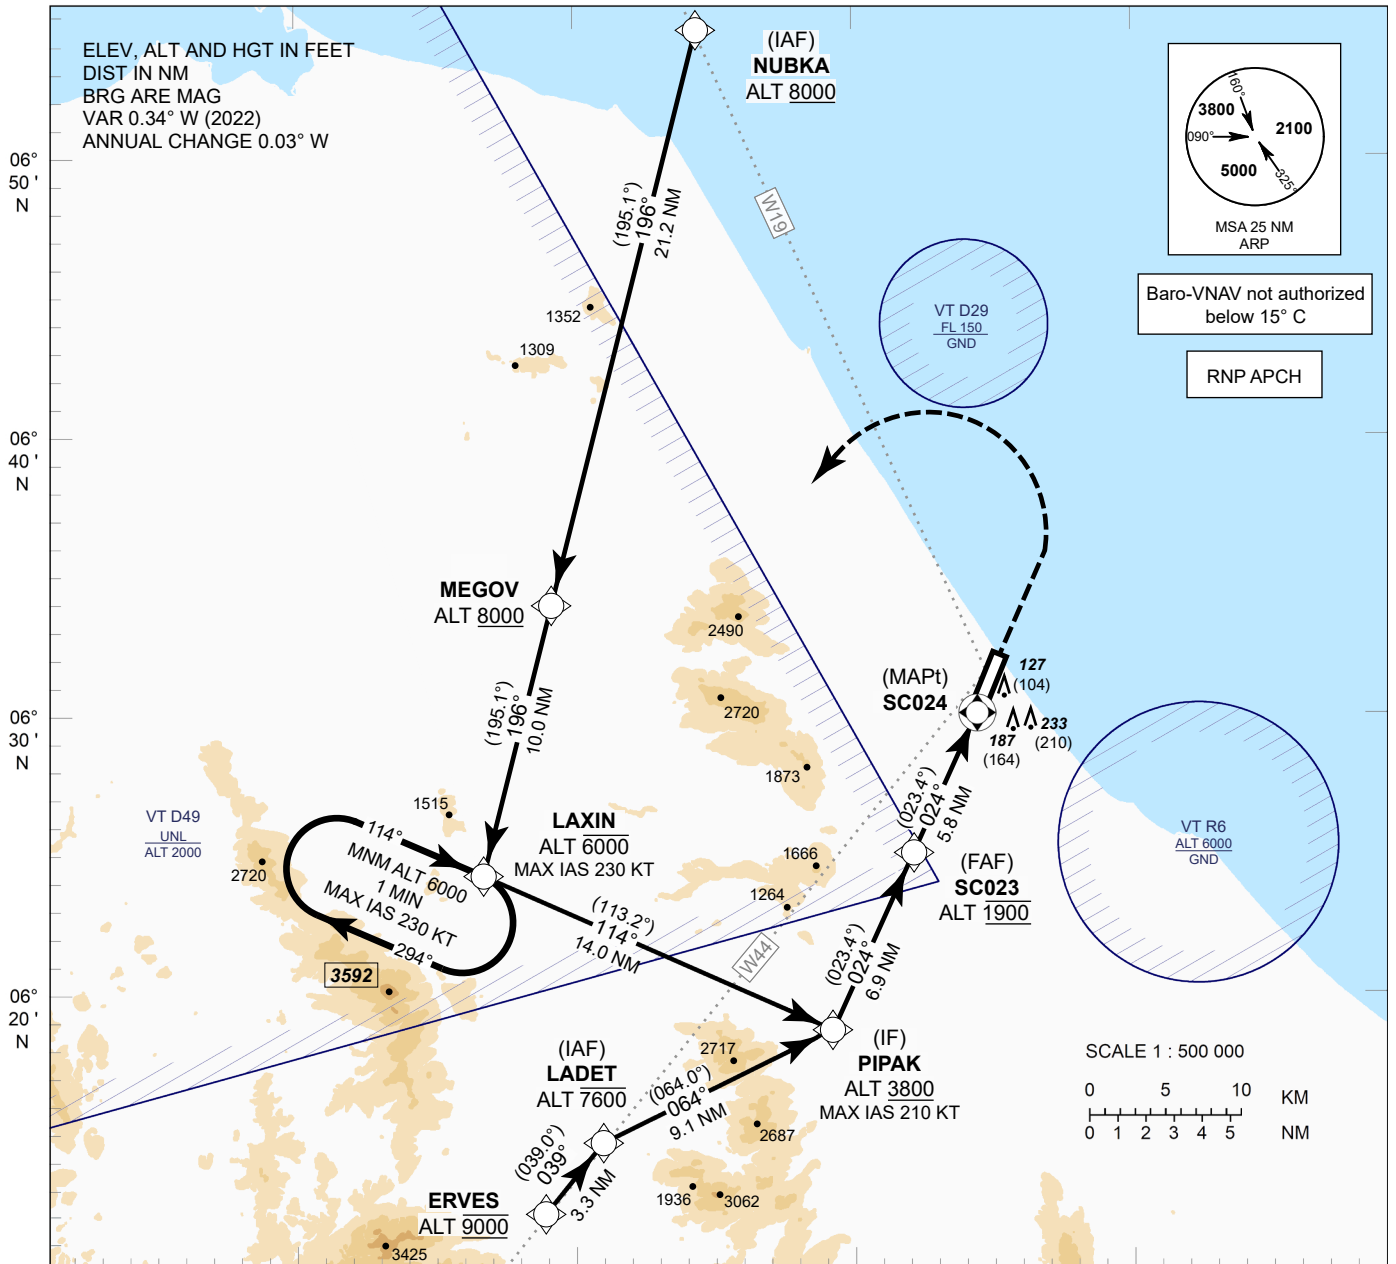 ELEV, ALT AND HGT IN FEET
DIST IN NM
BRG ARE MAG
VAR 0.34° W (2022)
ANNUAL CHANGE 0.03° W
(IAF)
NUBKA
ALT 8000
160°
3800
2100
090°
5000
325°
MSA 25 NM
ARP
Baro-VNAV not authorized
below 15° C
RNP APCH
06°
50 '
N
(195.1°)
196°
21.2 NM
W19
VT D29
FL 150
GND
1352
1309
06°
40 '
N
MEGOV
ALT 8000
2490
(195.1°)
196°
10.0 NM
2720
(MAPt)
SC024
127
(104)
187
(164)
233
(210)
06°
30 '
N
1873
VT D49
UNL
ALT 2000
1515
2720
114°
MNM ALT 6000
1 MIN
MAX IAS 230 KT
294°
LAXIN
ALT 6000
MAX IAS 230 KT
(023.4°)
024°
5.8 NM
VT R6
ALT 6000
GND
1666
1264
(FAF)
SC023
ALT 1900
(113.2°)
114°
14.0 NM
W44
(023.4°)
024°
6.9 NM
3592
06°
20 '
N
(IF)
PIPAK
ALT 3800
MAX IAS 210 KT
2717
(IAF)
LADET
ALT 7600
(064.0°)
064°
9.1 NM
2687
SCALE 1 : 500 000
0 5 10 KM
0 1 2 3 4 5 NM
(039.0°)
039°
3.3 NM
ERVES
ALT 9000
1936
3062
3425